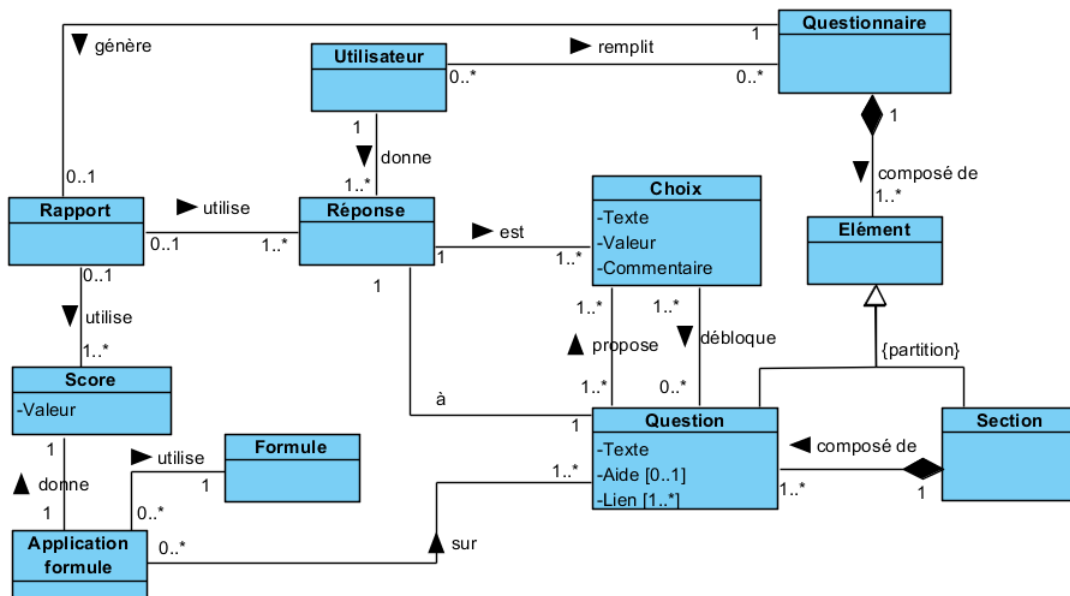 Questionnaire
1
génère
Utilisateur
remplit
0..*
0..*
1
1
donne
composé de
0..1
1..*
1..*
Rapport
utilise
Réponse
Choix
-Texte
-Valeur
-Commentaire
est
Elément
0..1
1..*
1
1..*
0..1
1
1..*
1..*
utilise
propose
débloque
{partition}
1..*
1..*
0..*
Score
-Valeur
à
1
Question
-Texte
-Aide [0..1]
-Lien [1..*]
Section
composé de
1..*
1
1
utilise
Formule
1
donne
1
0..*
1..*
0..*
sur
Application
formule